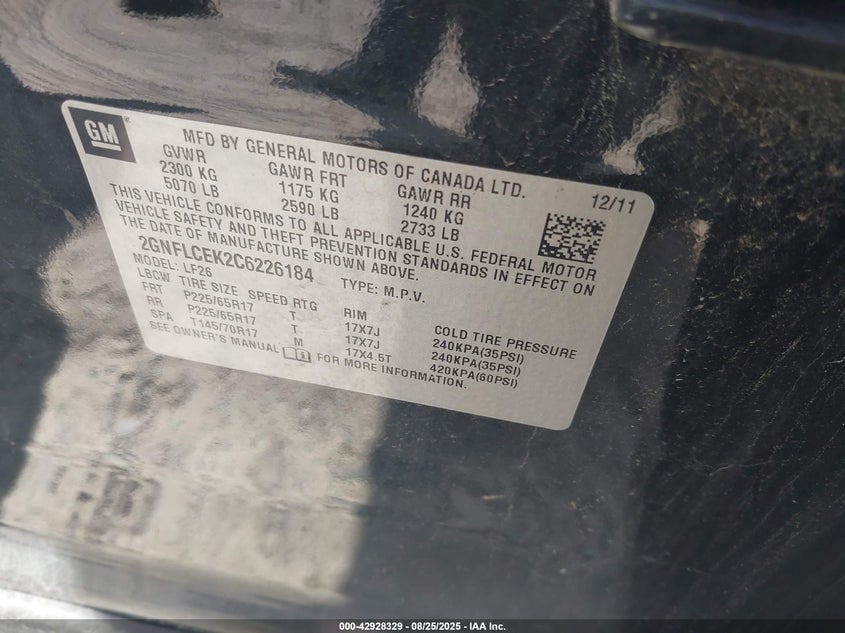 GM
MFD BY GENERAL MOTORS OF CANADA LTD. 12/11
GVWR GAWR FRT GAWR RR
2300 KG 1175 KG 1240 KG
5070 LB 2590 LB 2733 LB
THIS VEHICLE CONFORMS TO ALL APPLICABLE U.S. FEDERAL MOTOR
VEHICLE SAFETY AND THEFT PREVENTION STANDARDS IN EFFECT ON
THE DATE OF MANUFACTURE SHOWN ABOVE.
2GNFLCEK2C6226184 TYPE: M.P.V.
MODEL: LF26
LBCW TIRE SIZE SPEED RTG RIM COLD TIRE PRESSURE
FRT P225/65R17 T 17X7J 240KPA(35PSI)
RR P225/65R17 T 17X7J 240KPA(35PSI)
SPA T145/70R17 M 17X4.5T 420KPA(60PSI)
SEE OWNER'S MANUAL FOR MORE INFORMATION.
000-42928329 - 08/25/2025 - IAA Inc.